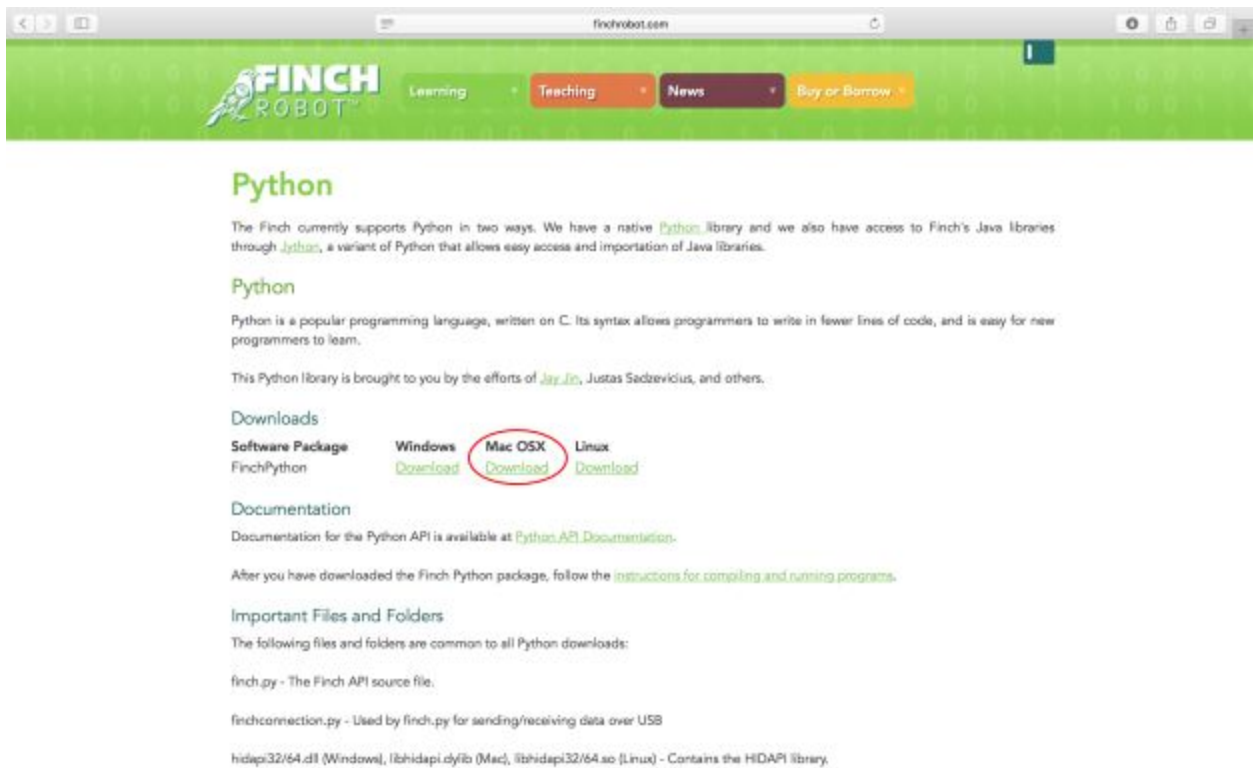 finchrobot.com
FINCH
ROBOT™
Learning
Teaching
News
Buy or Borrow
Python
The Finch currently supports Python in two ways. We have a native Python library and we also have access to Finch's Java libraries
through Jython, a variant of Python that allows easy access and importation of Java libraries.
Python
Python is a popular programming language, written on C. Its syntax allows programmers to write in fewer lines of code, and is easy for new
programmers to learn.
This Python library is brought to you by the efforts of Jay Jin, Justas Sadzevicius, and others.
Downloads
Software Package Windows Mac OSX Linux
FinchPython Download Download Download
Documentation
Documentation for the Python API is available at Python API Documentation.
After you have downloaded the Finch Python package, follow the instructions for compiling and running programs.
Important Files and Folders
The following files and folders are common to all Python downloads:
finch.py - The Finch API source file.
finchconnection.py - Used by finch.py for sending/receiving data over USB
hidapi32/64.dll (Windows), libhidapi.dylib (Mac), libhidapi32/64.so (Linux) - Contains the HIDAPI library.